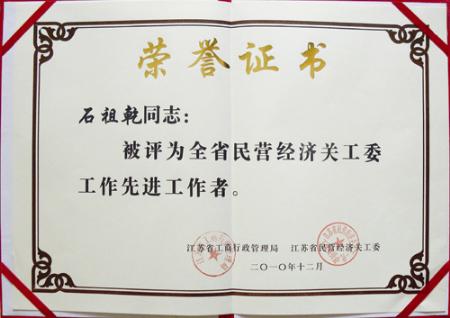 荣誉证书
石祖乾同志：
被评为全省民营经济关工委
工作先进工作者。
江苏省工商行政管理局 江苏省民营经济关工委
二〇一〇年十二月